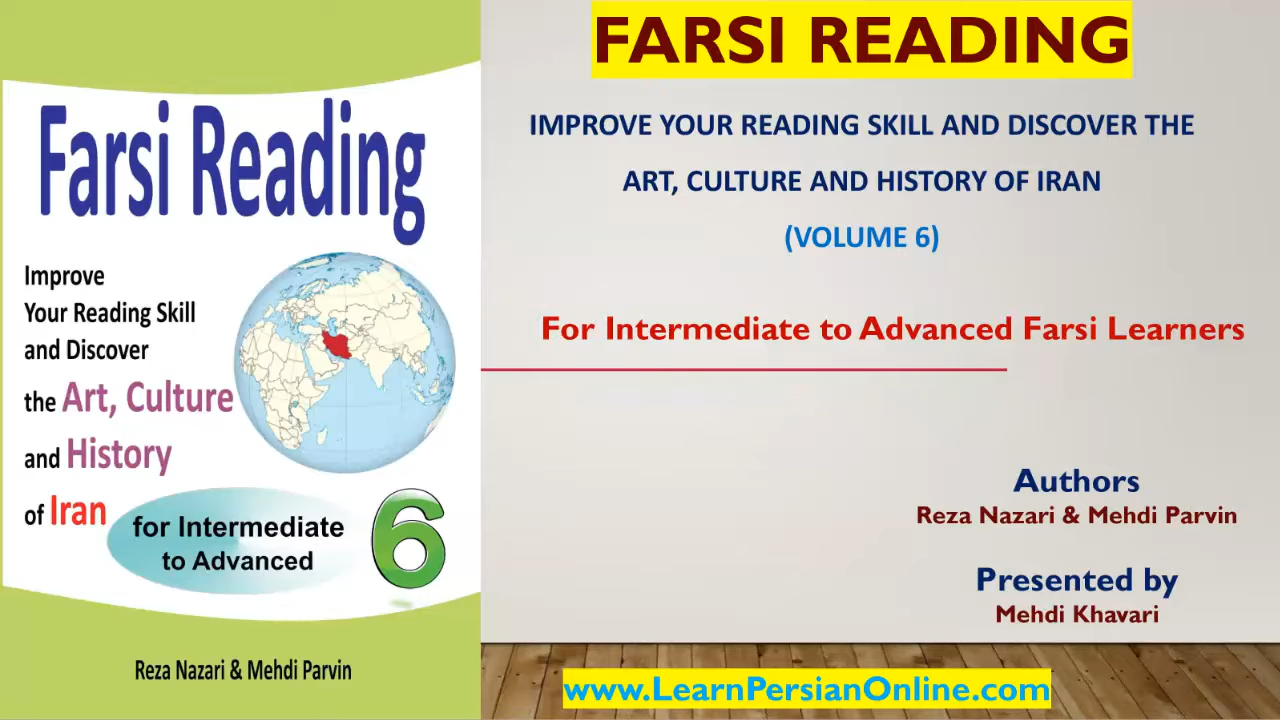 Farsi Reading
Improve
Your Reading Skill
and Discover
the Art, Culture
and History
of Iran
for Intermediate
to Advanced
6
Reza Nazari & Mehdi Parvin
FARSI READING
IMPROVE YOUR READING SKILL AND DISCOVER THE
ART, CULTURE AND HISTORY OF IRAN
(VOLUME 6)
For Intermediate to Advanced Farsi Learners
Authors
Reza Nazari & Mehdi Parvin
Presented by
Mehdi Khavari
www.LearnPersianOnline.com